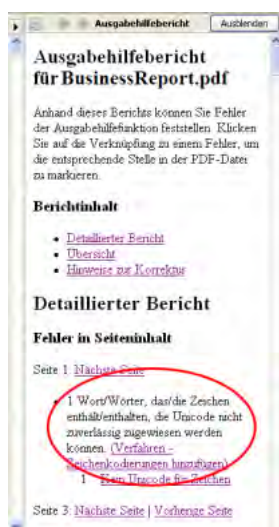 Ausgabehilfebericht
Ausblenden
Ausgabehilfebericht
für BusinessReport.pdf
Anhand dieses Berichts können Sie Fehler
der Ausgabehilfefunktion feststellen. Klicken
Sie auf die Verknüpfung zu einem Fehler, um
die entsprechende Stelle in der PDF-Datei
zu markieren.
Berichtinhalt
• Detaillierter Bericht
• Übersicht
• Hinweise zur Korrektur
Detaillierter Bericht
Fehler in Seiteninhalt
Seite 1: Nächste Seite
• 1 Wort/Wörter, das/die Zeichen
enthält/enthalten, die Unicode nicht
zuverlässig zugewiesen werden
können. (Verfahren -
Zeichenkodierungen hinzufügen)
1. Kein Unicode für Zeichen
Seite 3: Nächste Seite | Vorherige Seite